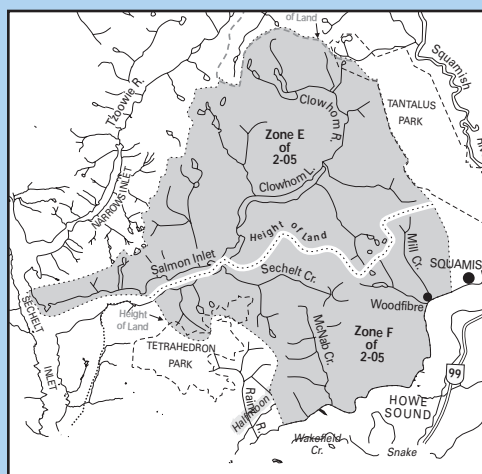 of Land
Squamish
Tzoowie R.
Clowhom R.
TANTALUS
PARK
Zone E
of
2-05
Clowhom L.
NARROWS INLET
Height of Land
Mill Cr.
Salmon Inlet
SQUAMIS
Sechelt Cr.
SECHELT
INLET
Woodfibre
Height
of Land
Zone F
of
2-05
TETRAHEDRON
PARK
McNab Cr.
99
Rainy R.
HOWE
SOUND
Wakefield
Cr.
Snake